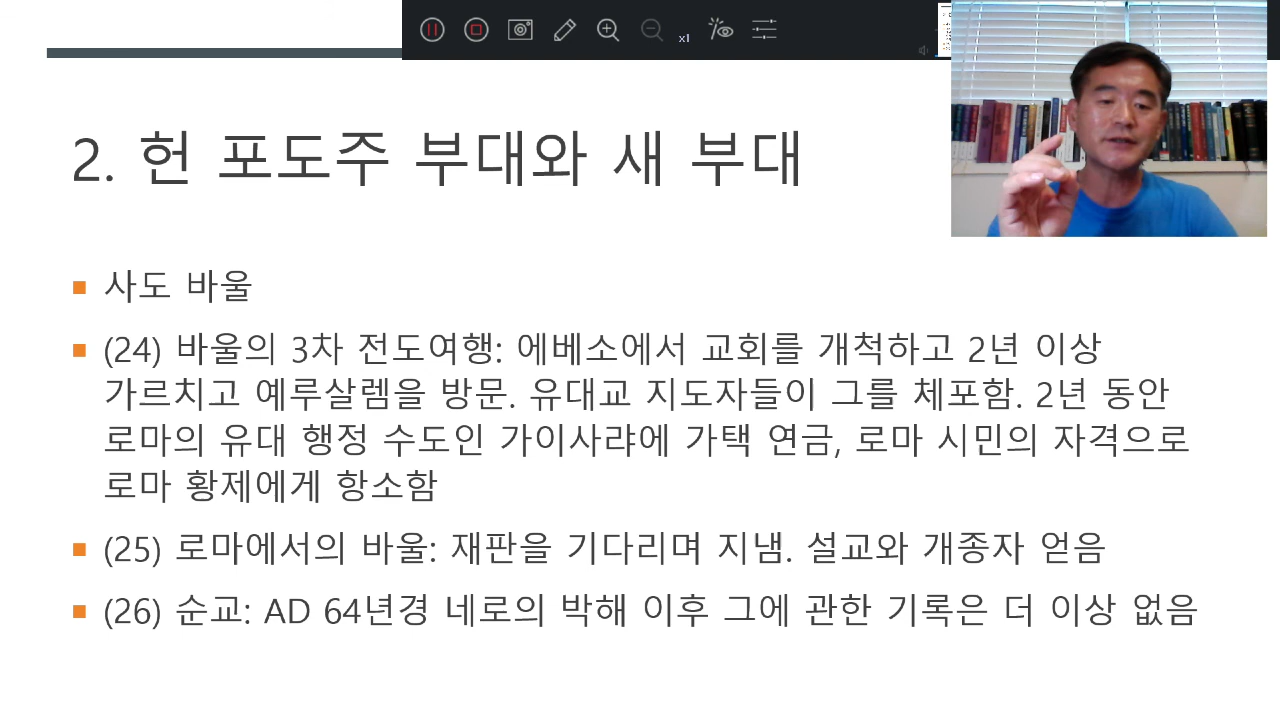 x1
2. 헌 포도주 부대와 새 부대
사도 바울
(24) 바울의 3차 전도여행: 에베소에서 교회를 개척하고 2년 이상
가르치고 예루살렘을 방문. 유대교 지도자들이 그를 체포함. 2년 동안
로마의 유대 행정 수도인 가이사랴에 가택 연금, 로마 시민의 자격으로
로마 황제에게 항소함
(25) 로마에서의 바울: 재판을 기다리며 지냄. 설교와 개종자 얻음
(26) 순교: AD 64년경 네로의 박해 이후 그에 관한 기록은 더 이상 없음